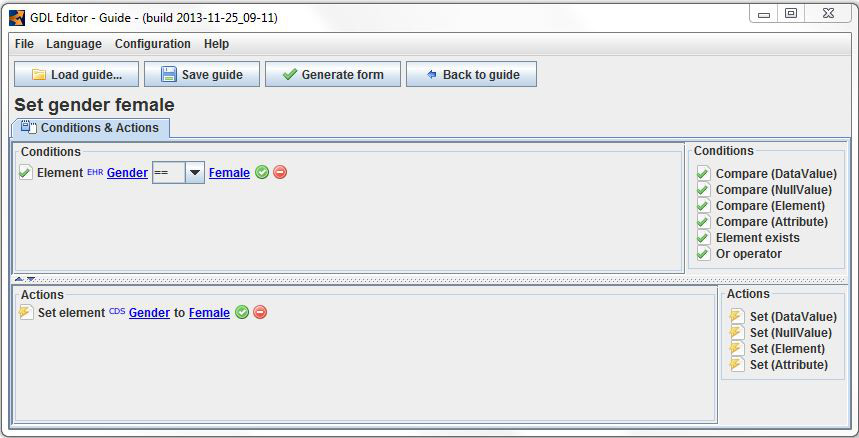 GDL Editor - Guide - (build 2013-11-25_09-11)
File Language Configuration Help
Load guide... Save guide Generate form Back to guide
Set gender female
Conditions & Actions
Conditions
Element EHR Gender == Female
Conditions
Compare (DataValue)
Compare (NullValue)
Compare (Element)
Compare (Attribute)
Element exists
Or operator
Actions
Set element CDS Gender to Female
Actions
Set (DataValue)
Set (NullValue)
Set (Element)
Set (Attribute)